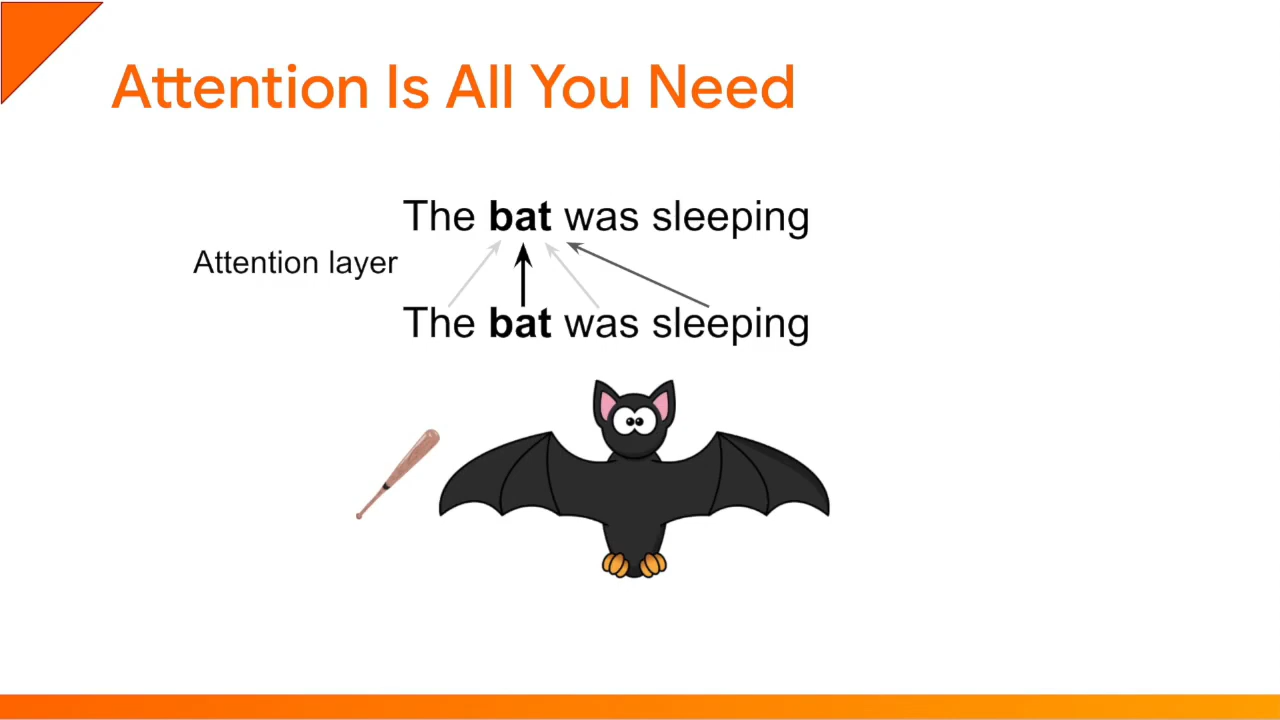 Attention Is All You Need
The bat was sleeping
Attention layer
The bat was sleeping